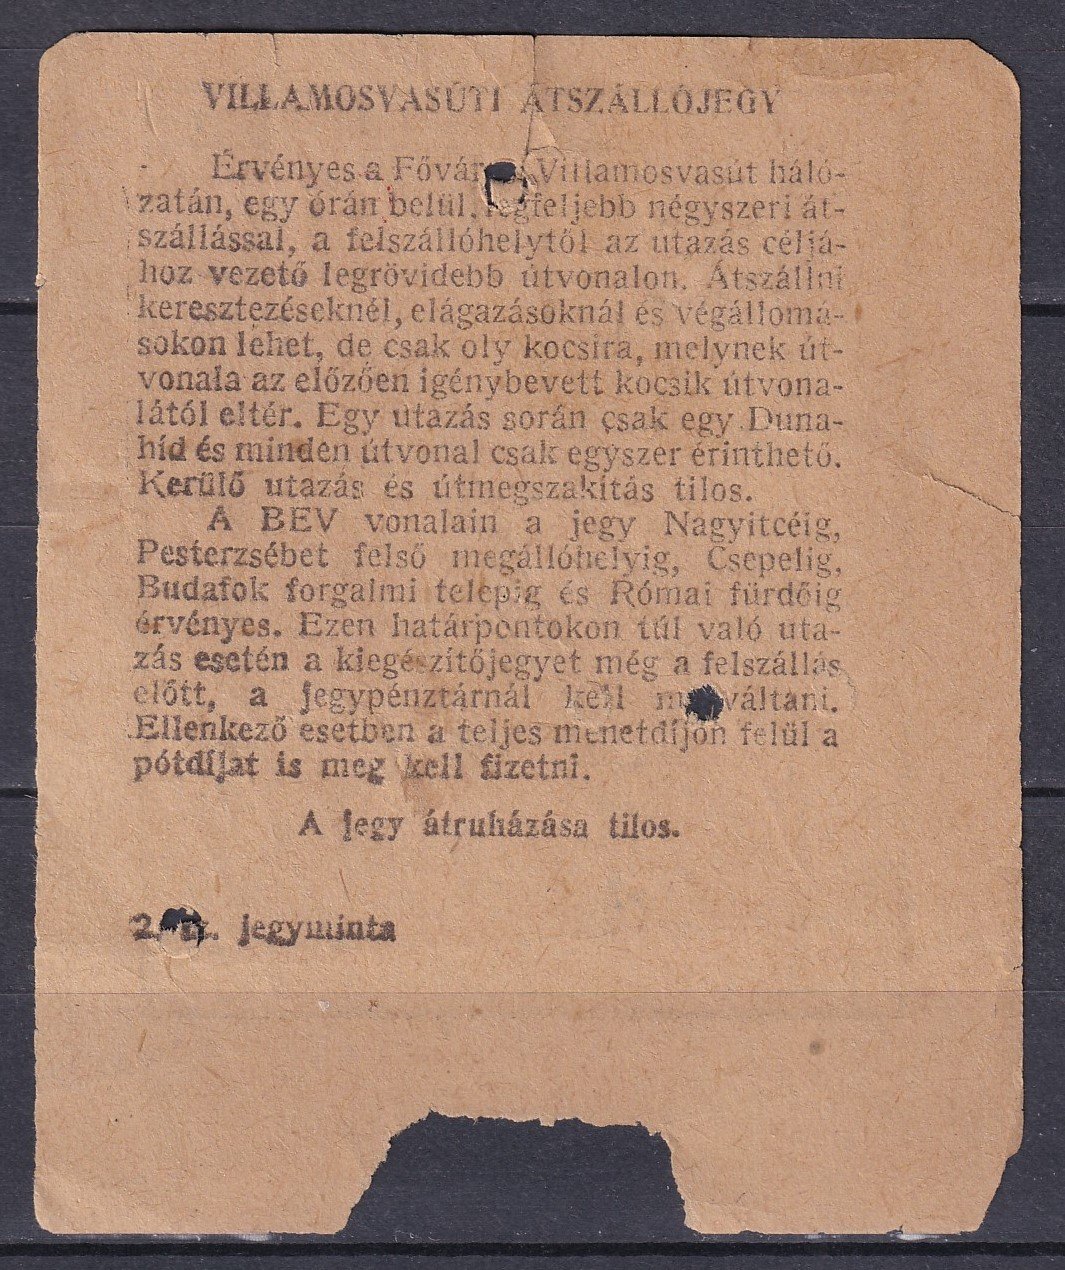 VILLAMOSVASÚTI ÁTSZÁLLÓJEGY
Érvényes a Villamosvasút háló-
zatán, egy órán belül, legfeljebb négyszeri át-
szállással, a felszállóhelytől az utazás céljá-
hoz vezető legrövidebb útvonalon. Átszállni
keresztezéseknél, elágazásoknál és végállomá-
sokon lehet, de csak oly kocsira, melynek út-
vonala az előzően igénybevett kocsik útvona-
lától eltér. Egy utazás során csak egy Duna-
híd és minden útvonal csak egyszer érinthető.
Kerülő utazás és útmegszakítás tilos.
A BEV vonalain a jegy Nagyitcéig,
Pesterzsébet felső megállóhelyig, Csepelig,
Budafok forgalmi telepig és Római fürdőig
érvényes. Ezen határpontokon túl való uta-
zás esetén a kiegészítőjegyet még a felszállás
előtt, a jegypénztárnál kell váltani.
Ellenkező esetben a teljes menetdíjon felül a
pótdíjat is meg kell fizetni.
A jegy átruházása tilos.
2. jegyminta